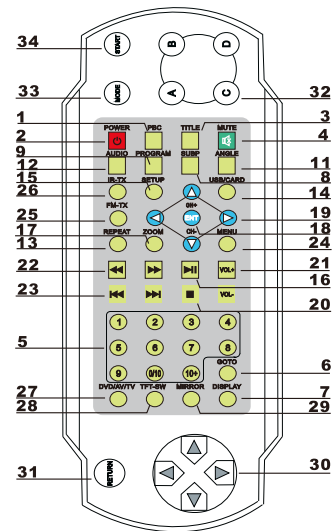 34 START B D
33 MODE A C 32
1 3
POWER PBC TITLE MUTE
2 4
9 AUDIO PROGRAM SUBP ANGLE
12 11
15 IR-TX SETUP USB/CARD 8
26 CH+ 14
FM-TX
25 ENT 19
17 REPEAT ZOOM CH- MENU 18
13 24
22 VOL+ 21
16
23 VOL- 20
1 2 3 4
5 5 6 7 8
GOTO
9 0/10 10+ 6
27 DVD/AV/TV TFT-SW MIRROR DISPLAY 7
28 29
31 RETURN 30